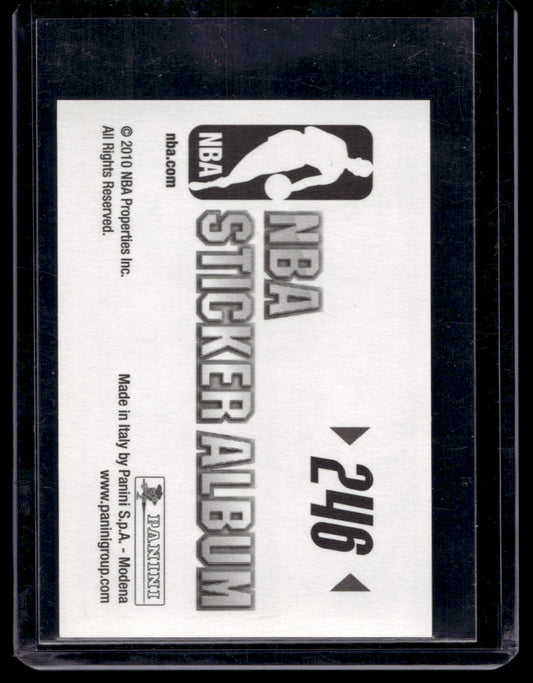 NBA
nba.com
NBA
STICKER ALBUM
246
© 2010 NBA Properties Inc.
All Rights Reserved.
PANINI
Made in Italy by Panini S.p.A. - Modena
www.paninigroup.com